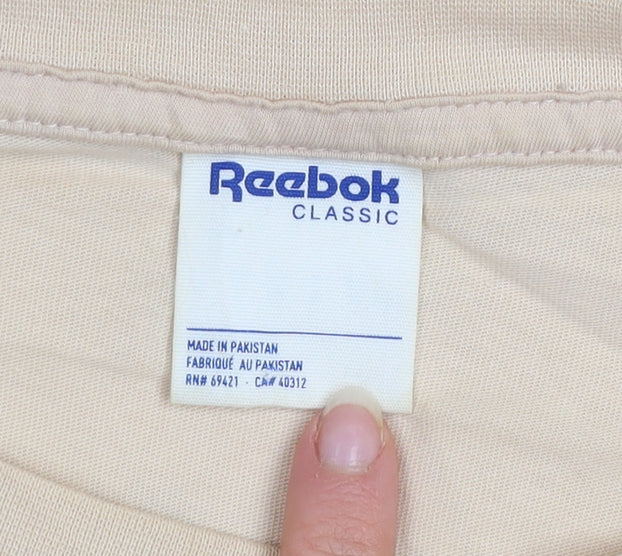 Reebok
CLASSIC
MADE IN PAKISTAN
FABRIQUÉ AU PAKISTAN
RN# 69421 · CA# 40312